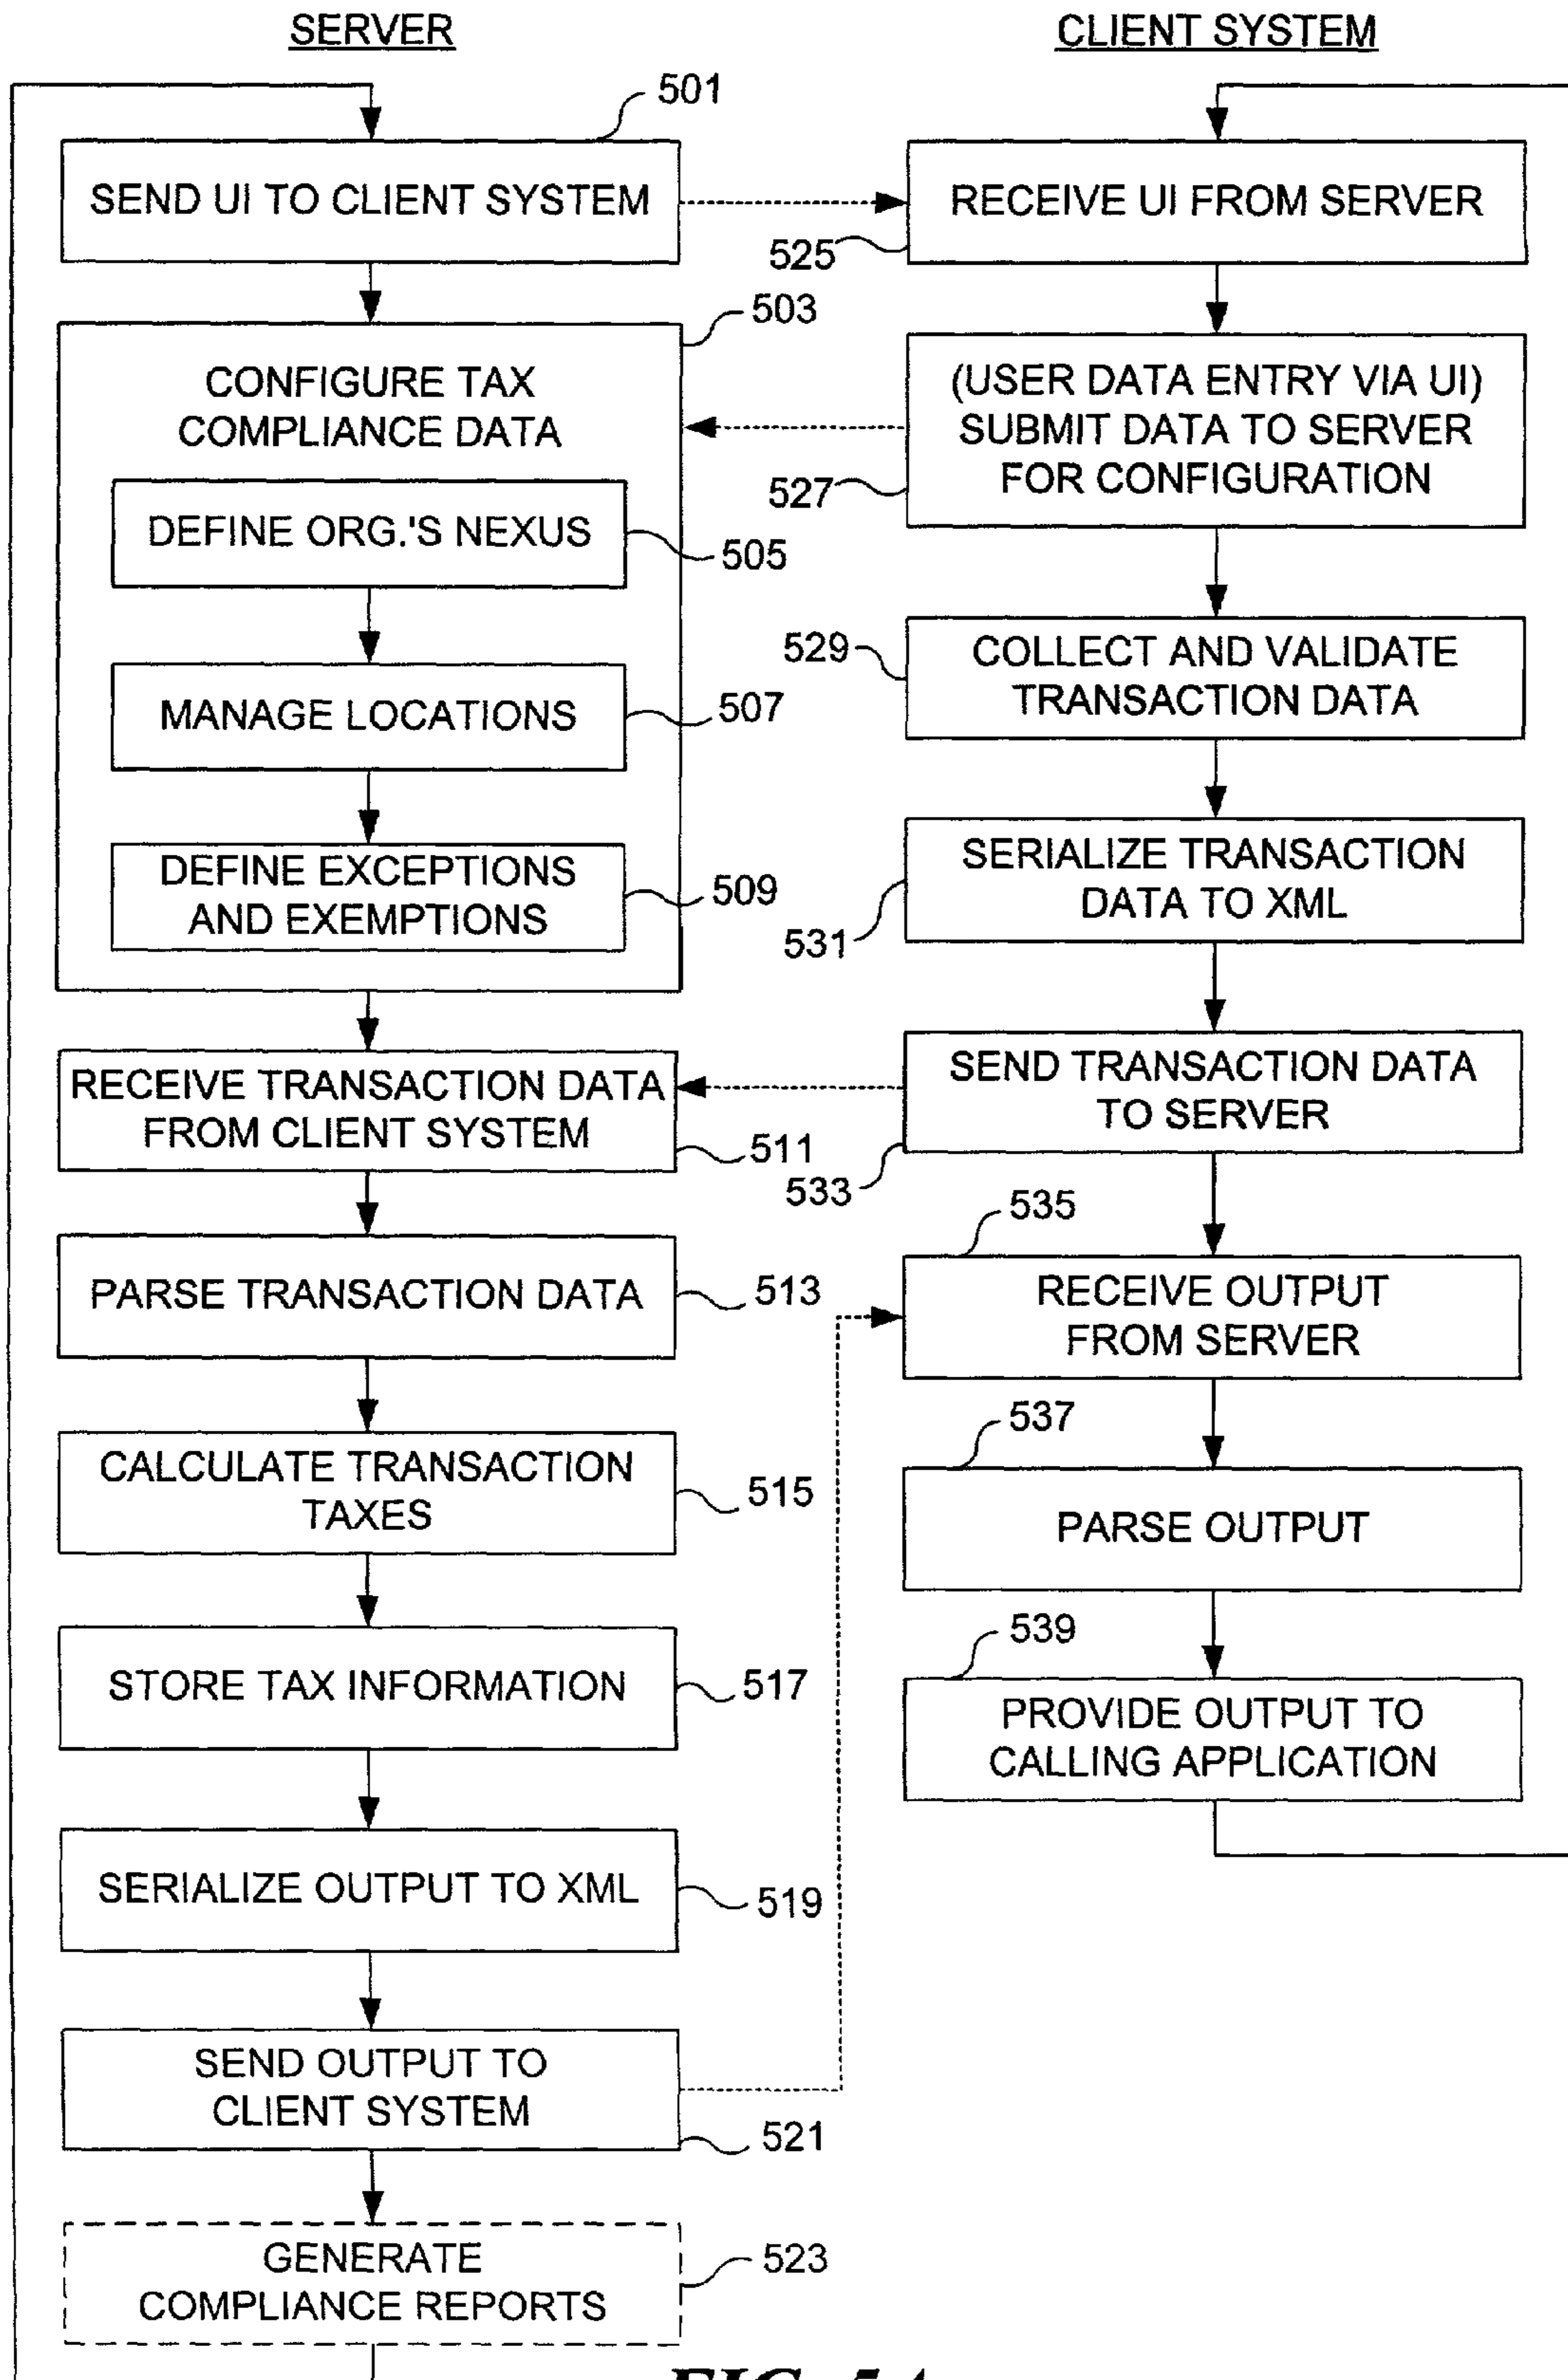 SERVER
501
SEND UI TO CLIENT SYSTEM
503
CONFIGURE TAX
COMPLIANCE DATA
DEFINE ORG.'S NEXUS
505
MANAGE LOCATIONS
507
DEFINE EXCEPTIONS
AND EXEMPTIONS
509
RECEIVE TRANSACTION DATA
FROM CLIENT SYSTEM
511
PARSE TRANSACTION DATA
513
CALCULATE TRANSACTION
TAXES
515
STORE TAX INFORMATION
517
SERIALIZE OUTPUT TO XML
519
SEND OUTPUT TO
CLIENT SYSTEM
521
GENERATE
COMPLIANCE REPORTS
523
CLIENT SYSTEM
RECEIVE UI FROM SERVER
525
(USER DATA ENTRY VIA UI)
SUBMIT DATA TO SERVER
FOR CONFIGURATION
527
529
COLLECT AND VALIDATE
TRANSACTION DATA
SERIALIZE TRANSACTION
DATA TO XML
531
SEND TRANSACTION DATA
TO SERVER
533
535
RECEIVE OUTPUT
FROM SERVER
537
PARSE OUTPUT
539
PROVIDE OUTPUT TO
CALLING APPLICATION
FIG. 5A